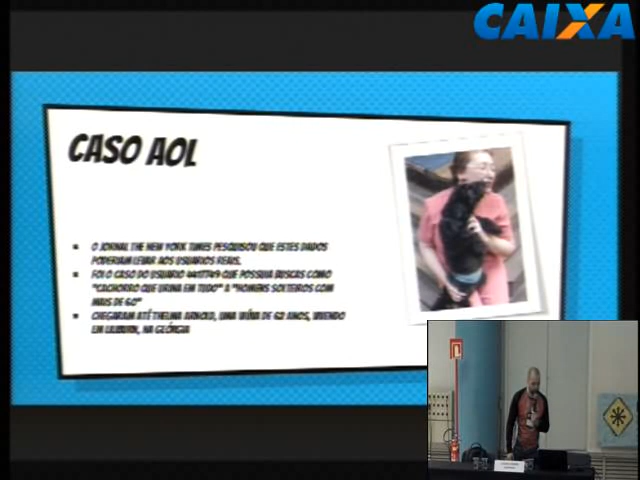 CAIXA
CASO AOL
O JORNAL THE NEW YORK TIMES PESQUISOU QUE ESTES DADOS
PODERIAM LEVAR AOS USUARIOS REAIS.
FOI O CASO DO USUARIO 4417749 QUE POSSUIA BUSCAS COMO
"CACHORRO QUE URINA EM TUDO" A "HOMENS SOLTEIROS COM
MAIS DE 60"
CHEGARAM ATÉ THELMA ARNOLD, UMA VIÚVA DE 62 ANOS, VIVENDO
EM LILBURN, NA GEÓRGIA